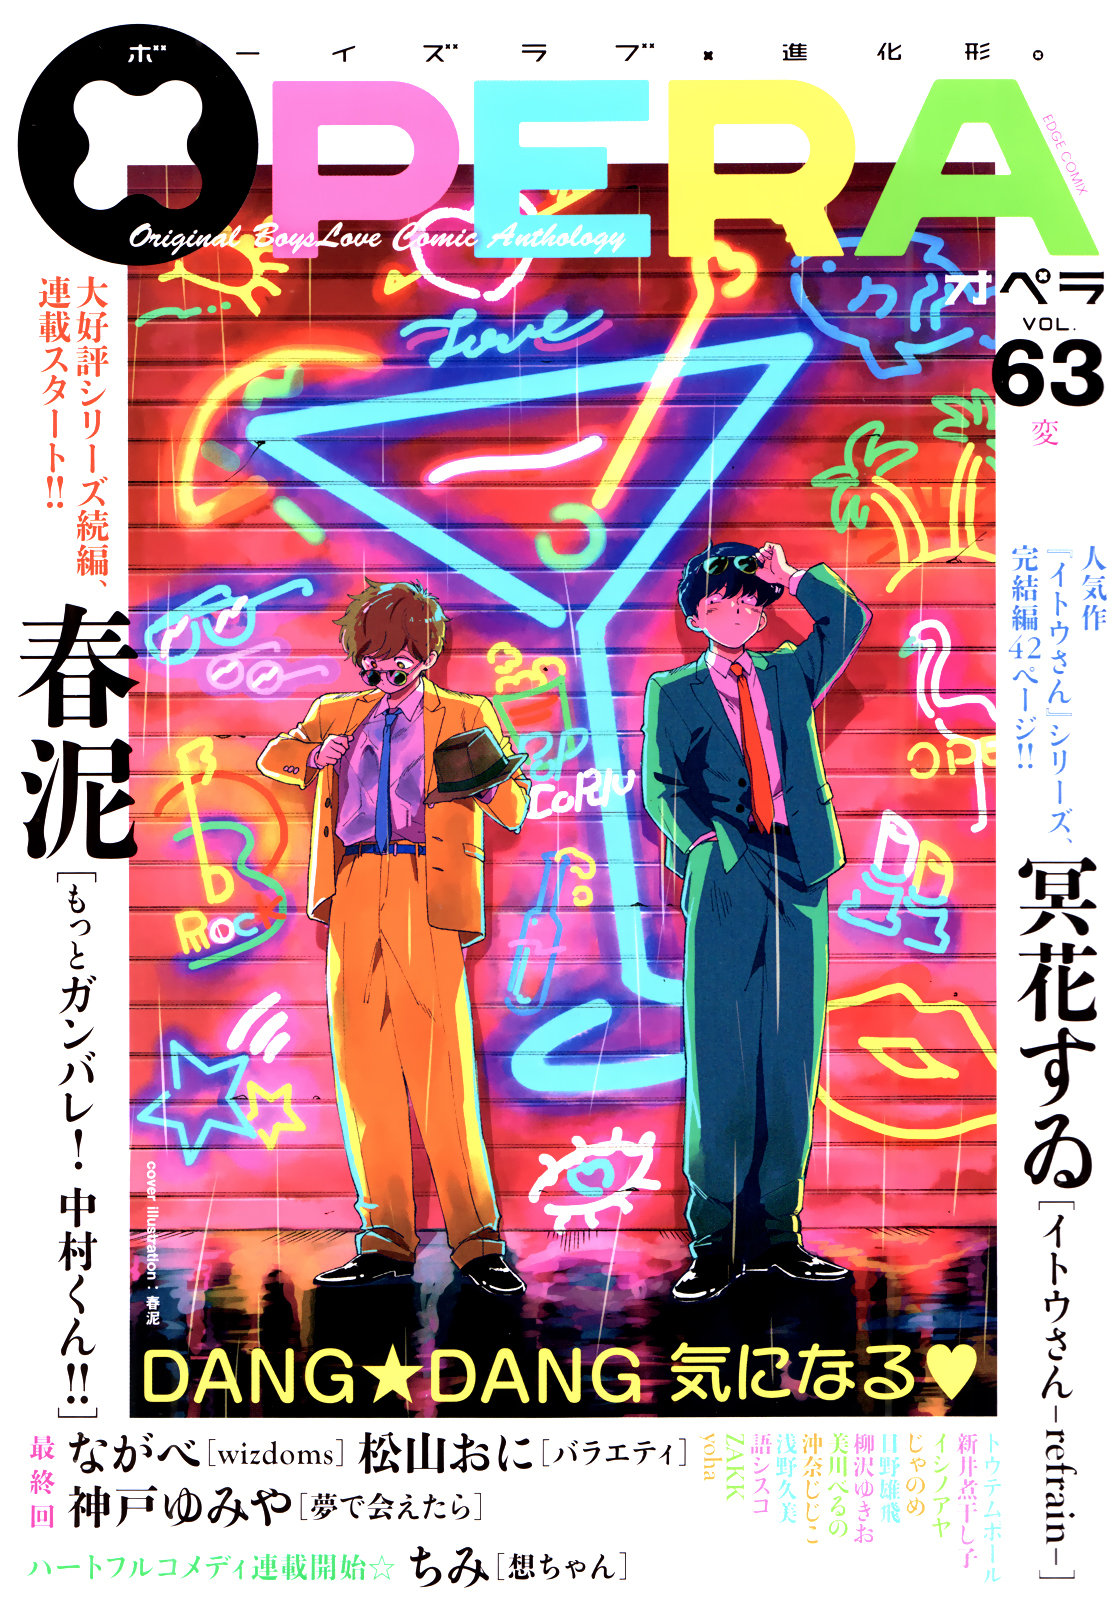 ボーイズラブ×進化形。
OPERA
EDGE COMIX
Original BoysLove Comic Anthology
オペラ
VOL.
63
変
大好評シリーズ続編、
連載スタート!!
春泥
[もっとガンバレ！中村くん!!]
人気作
『イトウさん』シリーズ、
完結編42ページ!!
冥花すゐ
[イトウさん−refrain−]
Love
POP
CORN
ROCK
cover illustration : 春泥
DANG★DANG 気になる♥
最終回
ながべ[wizdoms] 松山おに[バラエティ]
神戸ゆみや[夢で会えたら]
ハートフルコメディ連載開始☆ ちみ[想ちゃん]
トウテムポール
新井煮干し子
イシノアヤ
じゃのめ
日野雄飛
柳沢ゆきお
美川べるの
沖奈じじこ
浅野久美
語シスコ
ZAKK
yoha